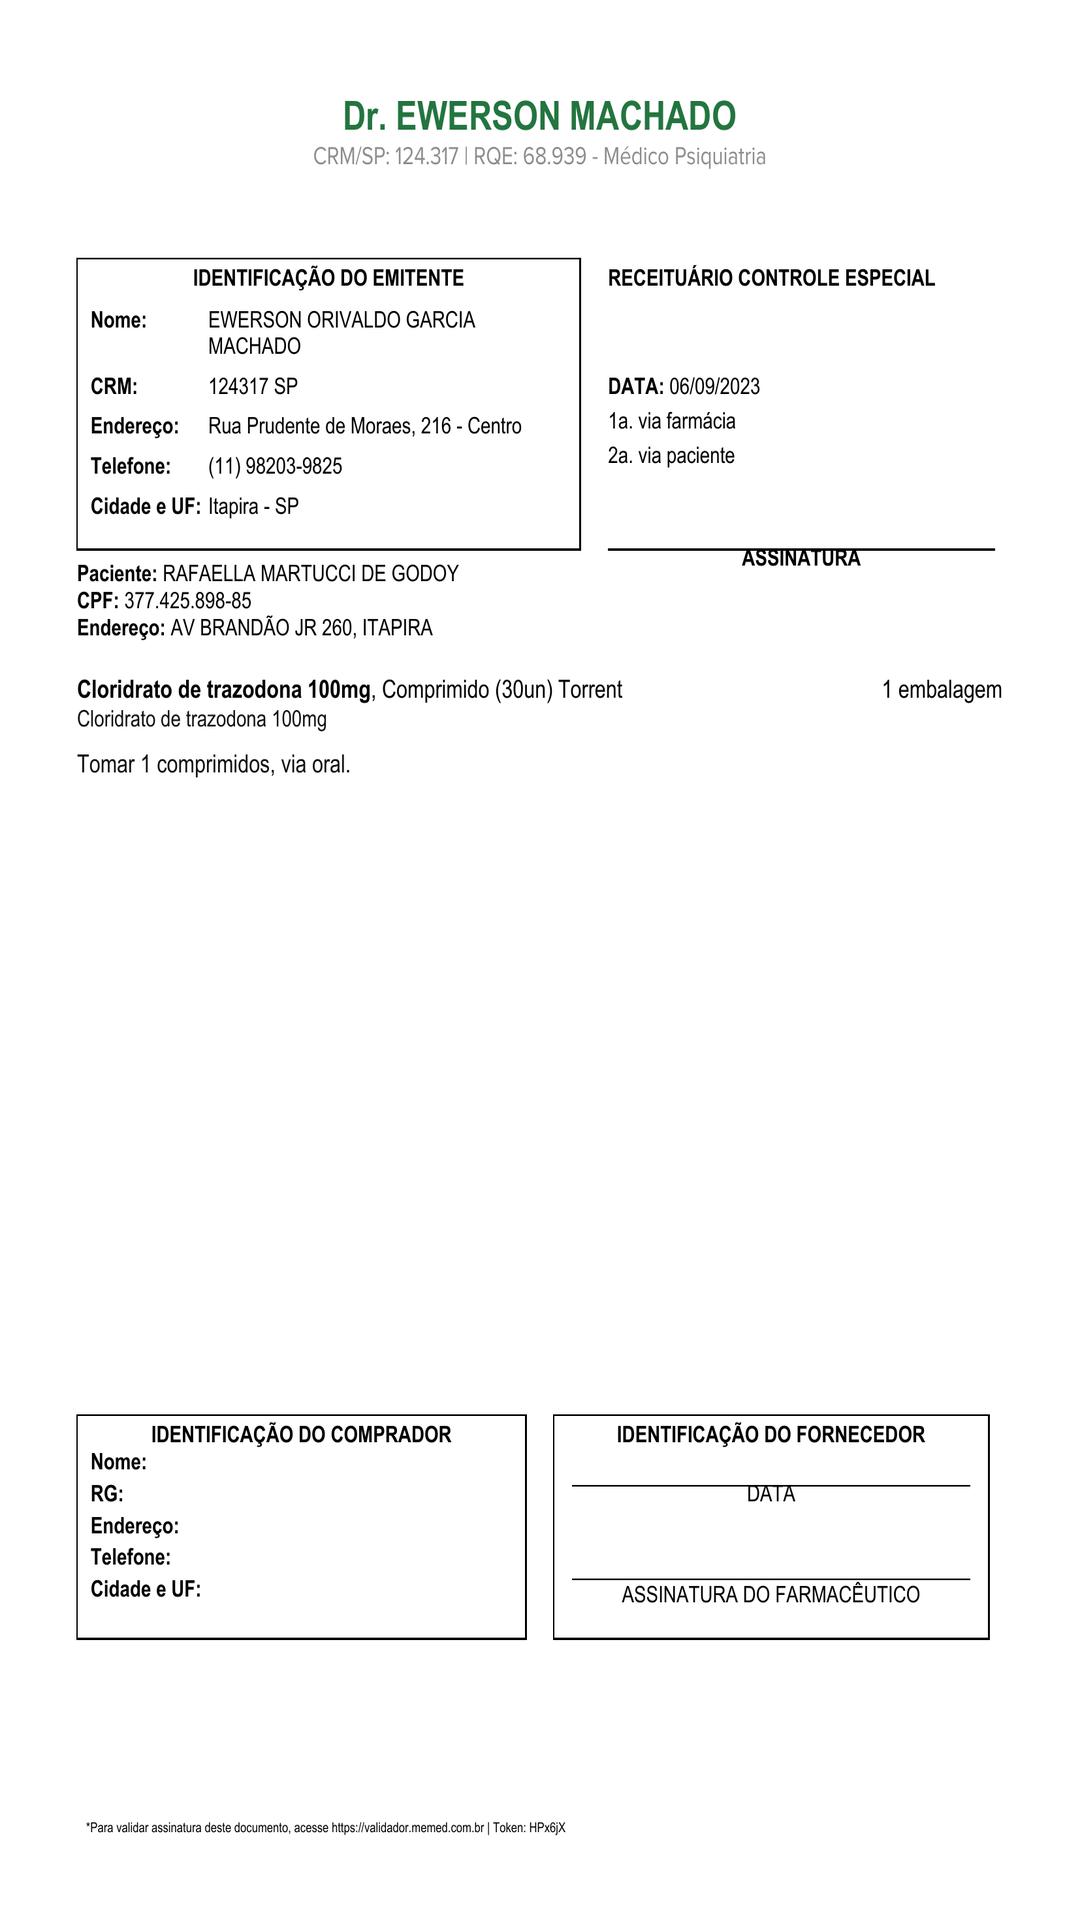 Dr. EWERSON MACHADO
CRM/SP: 124.317 | RQE: 68.939 - Médico Psiquiatria
IDENTIFICAÇÃO DO EMITENTE
Nome: EWERSON ORIVALDO GARCIA
MACHADO
CRM: 124317 SP
Endereço: Rua Prudente de Moraes, 216 - Centro
Telefone: (11) 98203-9825
Cidade e UF: Itapira - SP
RECEITUÁRIO CONTROLE ESPECIAL
DATA: 06/09/2023
1a. via farmácia
2a. via paciente
ASSINATURA
Paciente: RAFAELLA MARTUCCI DE GODOY
CPF: 377.425.898-85
Endereço: AV BRANDÃO JR 260, ITAPIRA
Cloridrato de trazodona 100mg, Comprimido (30un) Torrent 1 embalagem
Cloridrato de trazodona 100mg
Tomar 1 comprimidos, via oral.
IDENTIFICAÇÃO DO COMPRADOR
Nome:
RG:
Endereço:
Telefone:
Cidade e UF:
IDENTIFICAÇÃO DO FORNECEDOR
DATA
ASSINATURA DO FARMACÊUTICO
*Para validar assinatura deste documento, acesse https://validador.memed.com.br | Token: HPx6jX